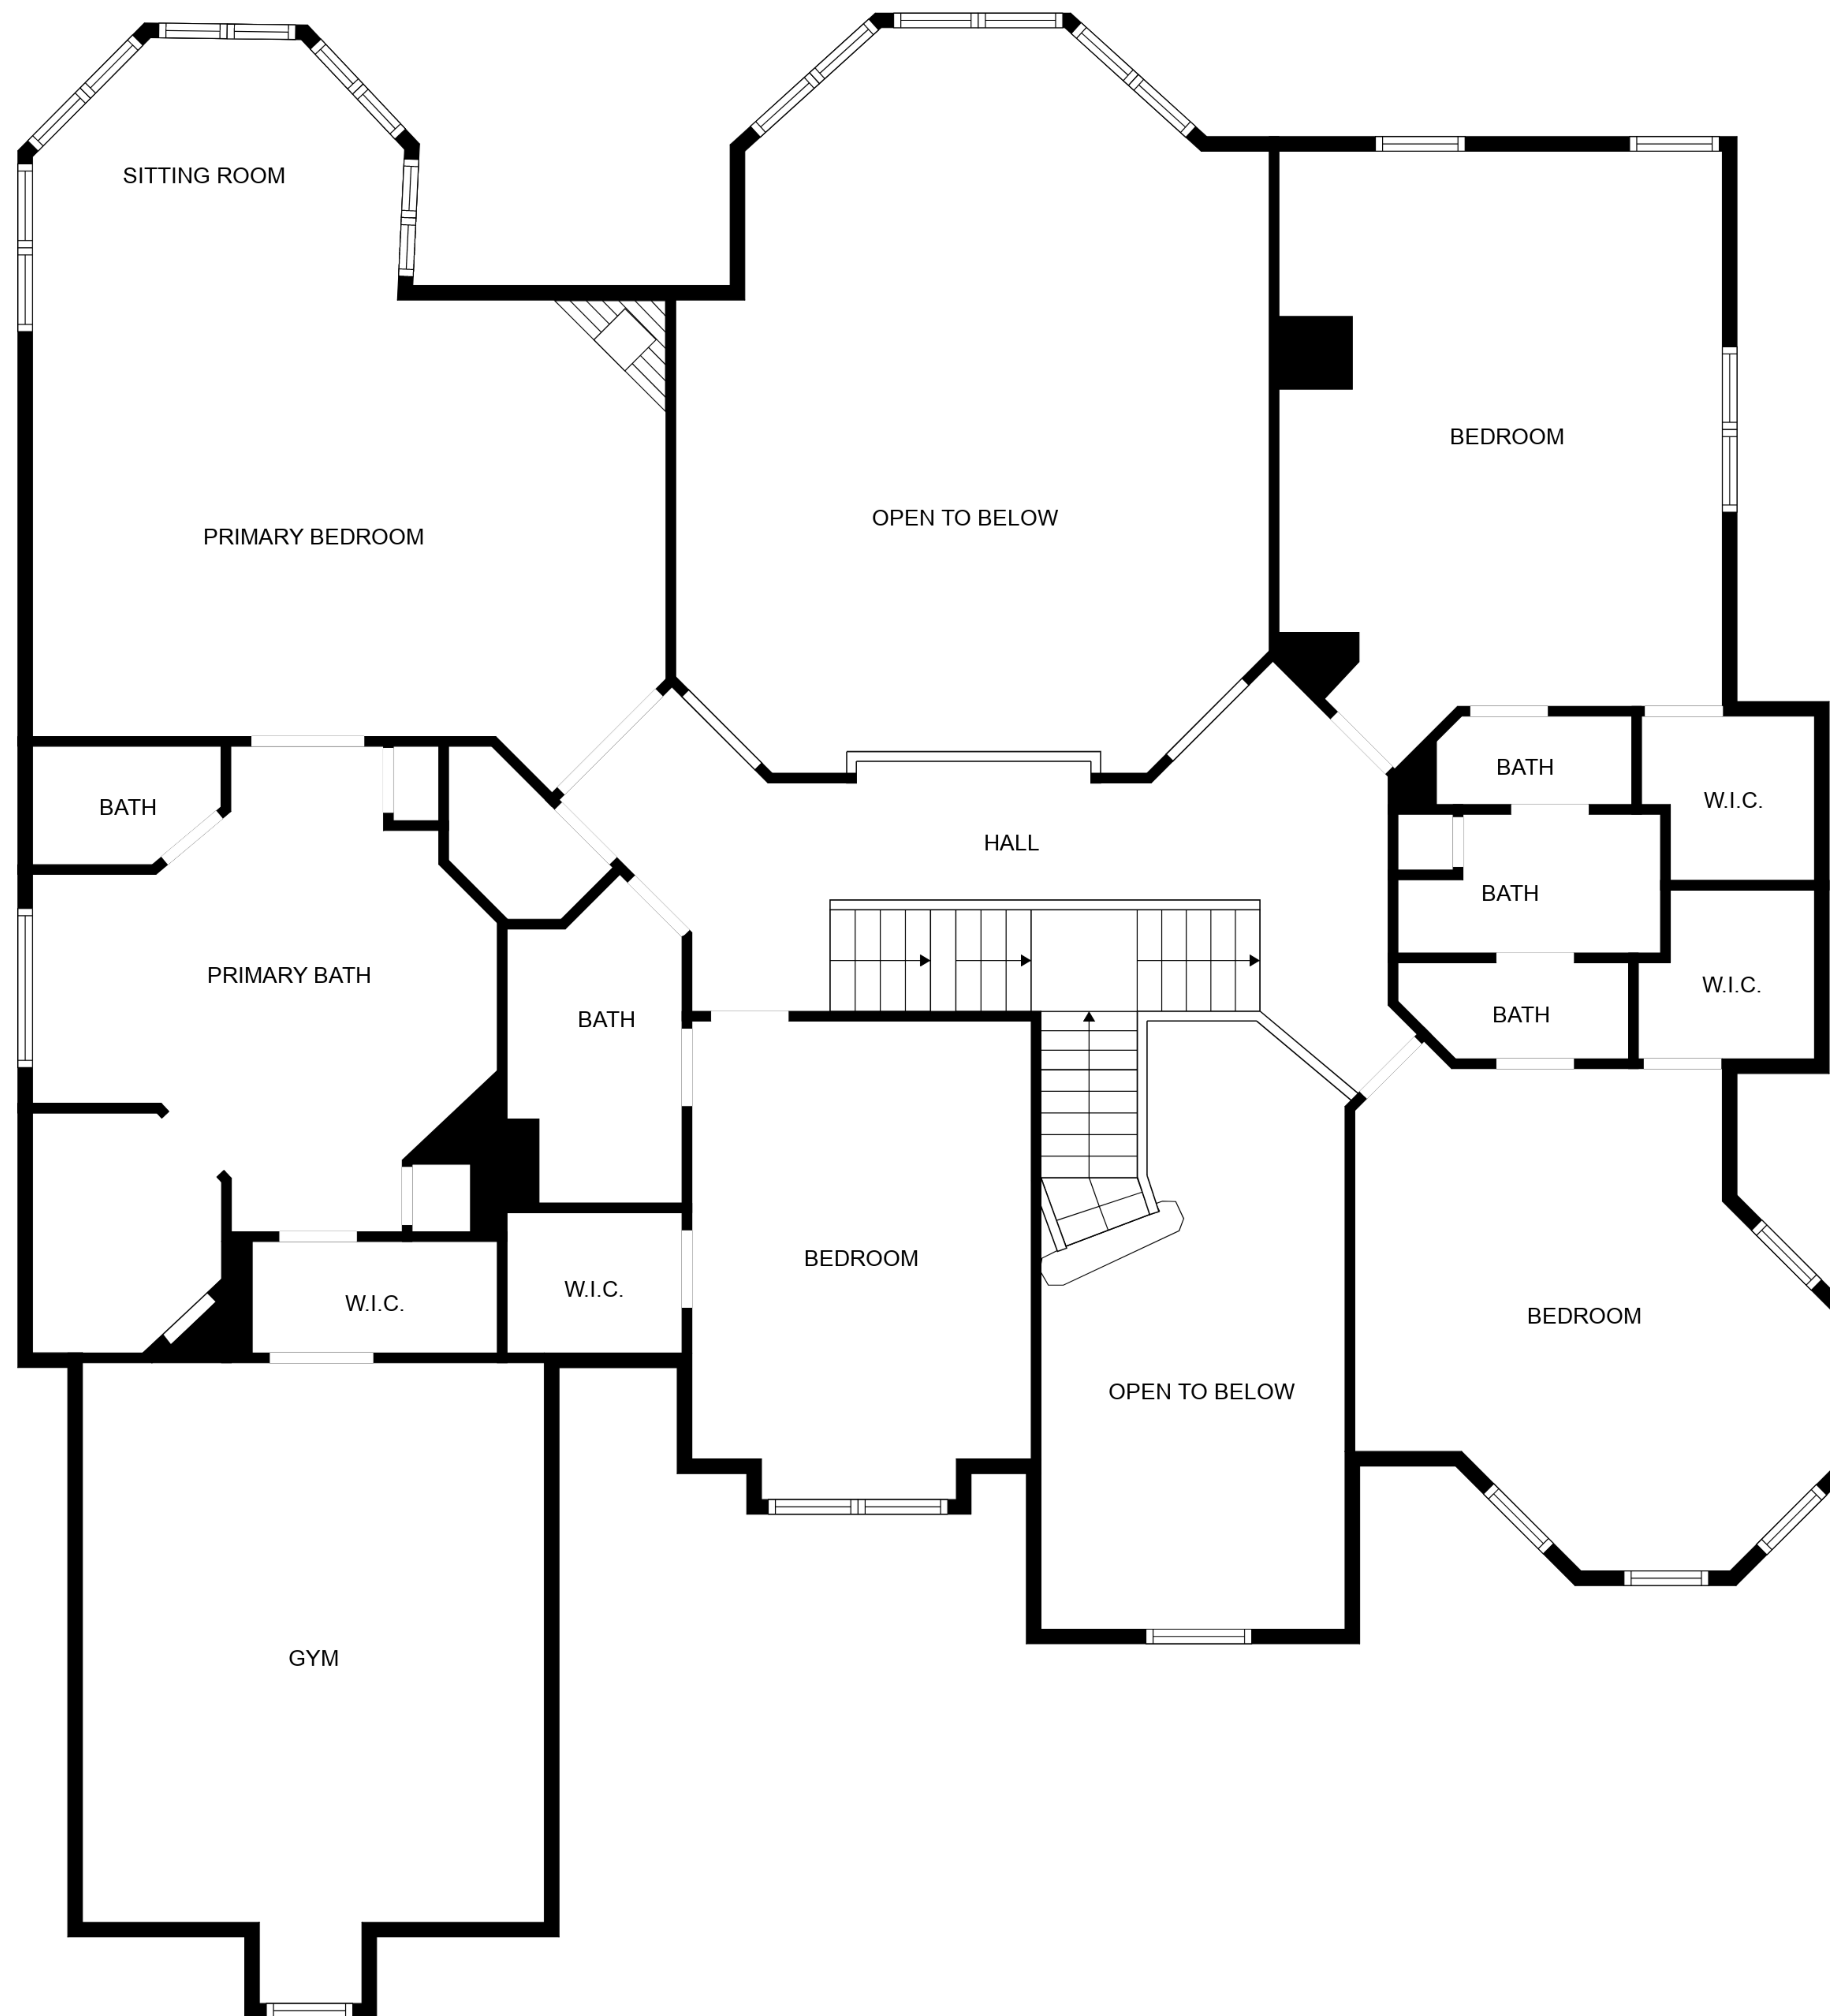 SITTING ROOM
BEDROOM
OPEN TO BELOW
PRIMARY BEDROOM
BATH
W.I.C.
BATH
HALL
BATH
PRIMARY BATH
W.I.C.
BATH
BATH
BEDROOM
W.I.C.
W.I.C.
BEDROOM
OPEN TO BELOW
GYM